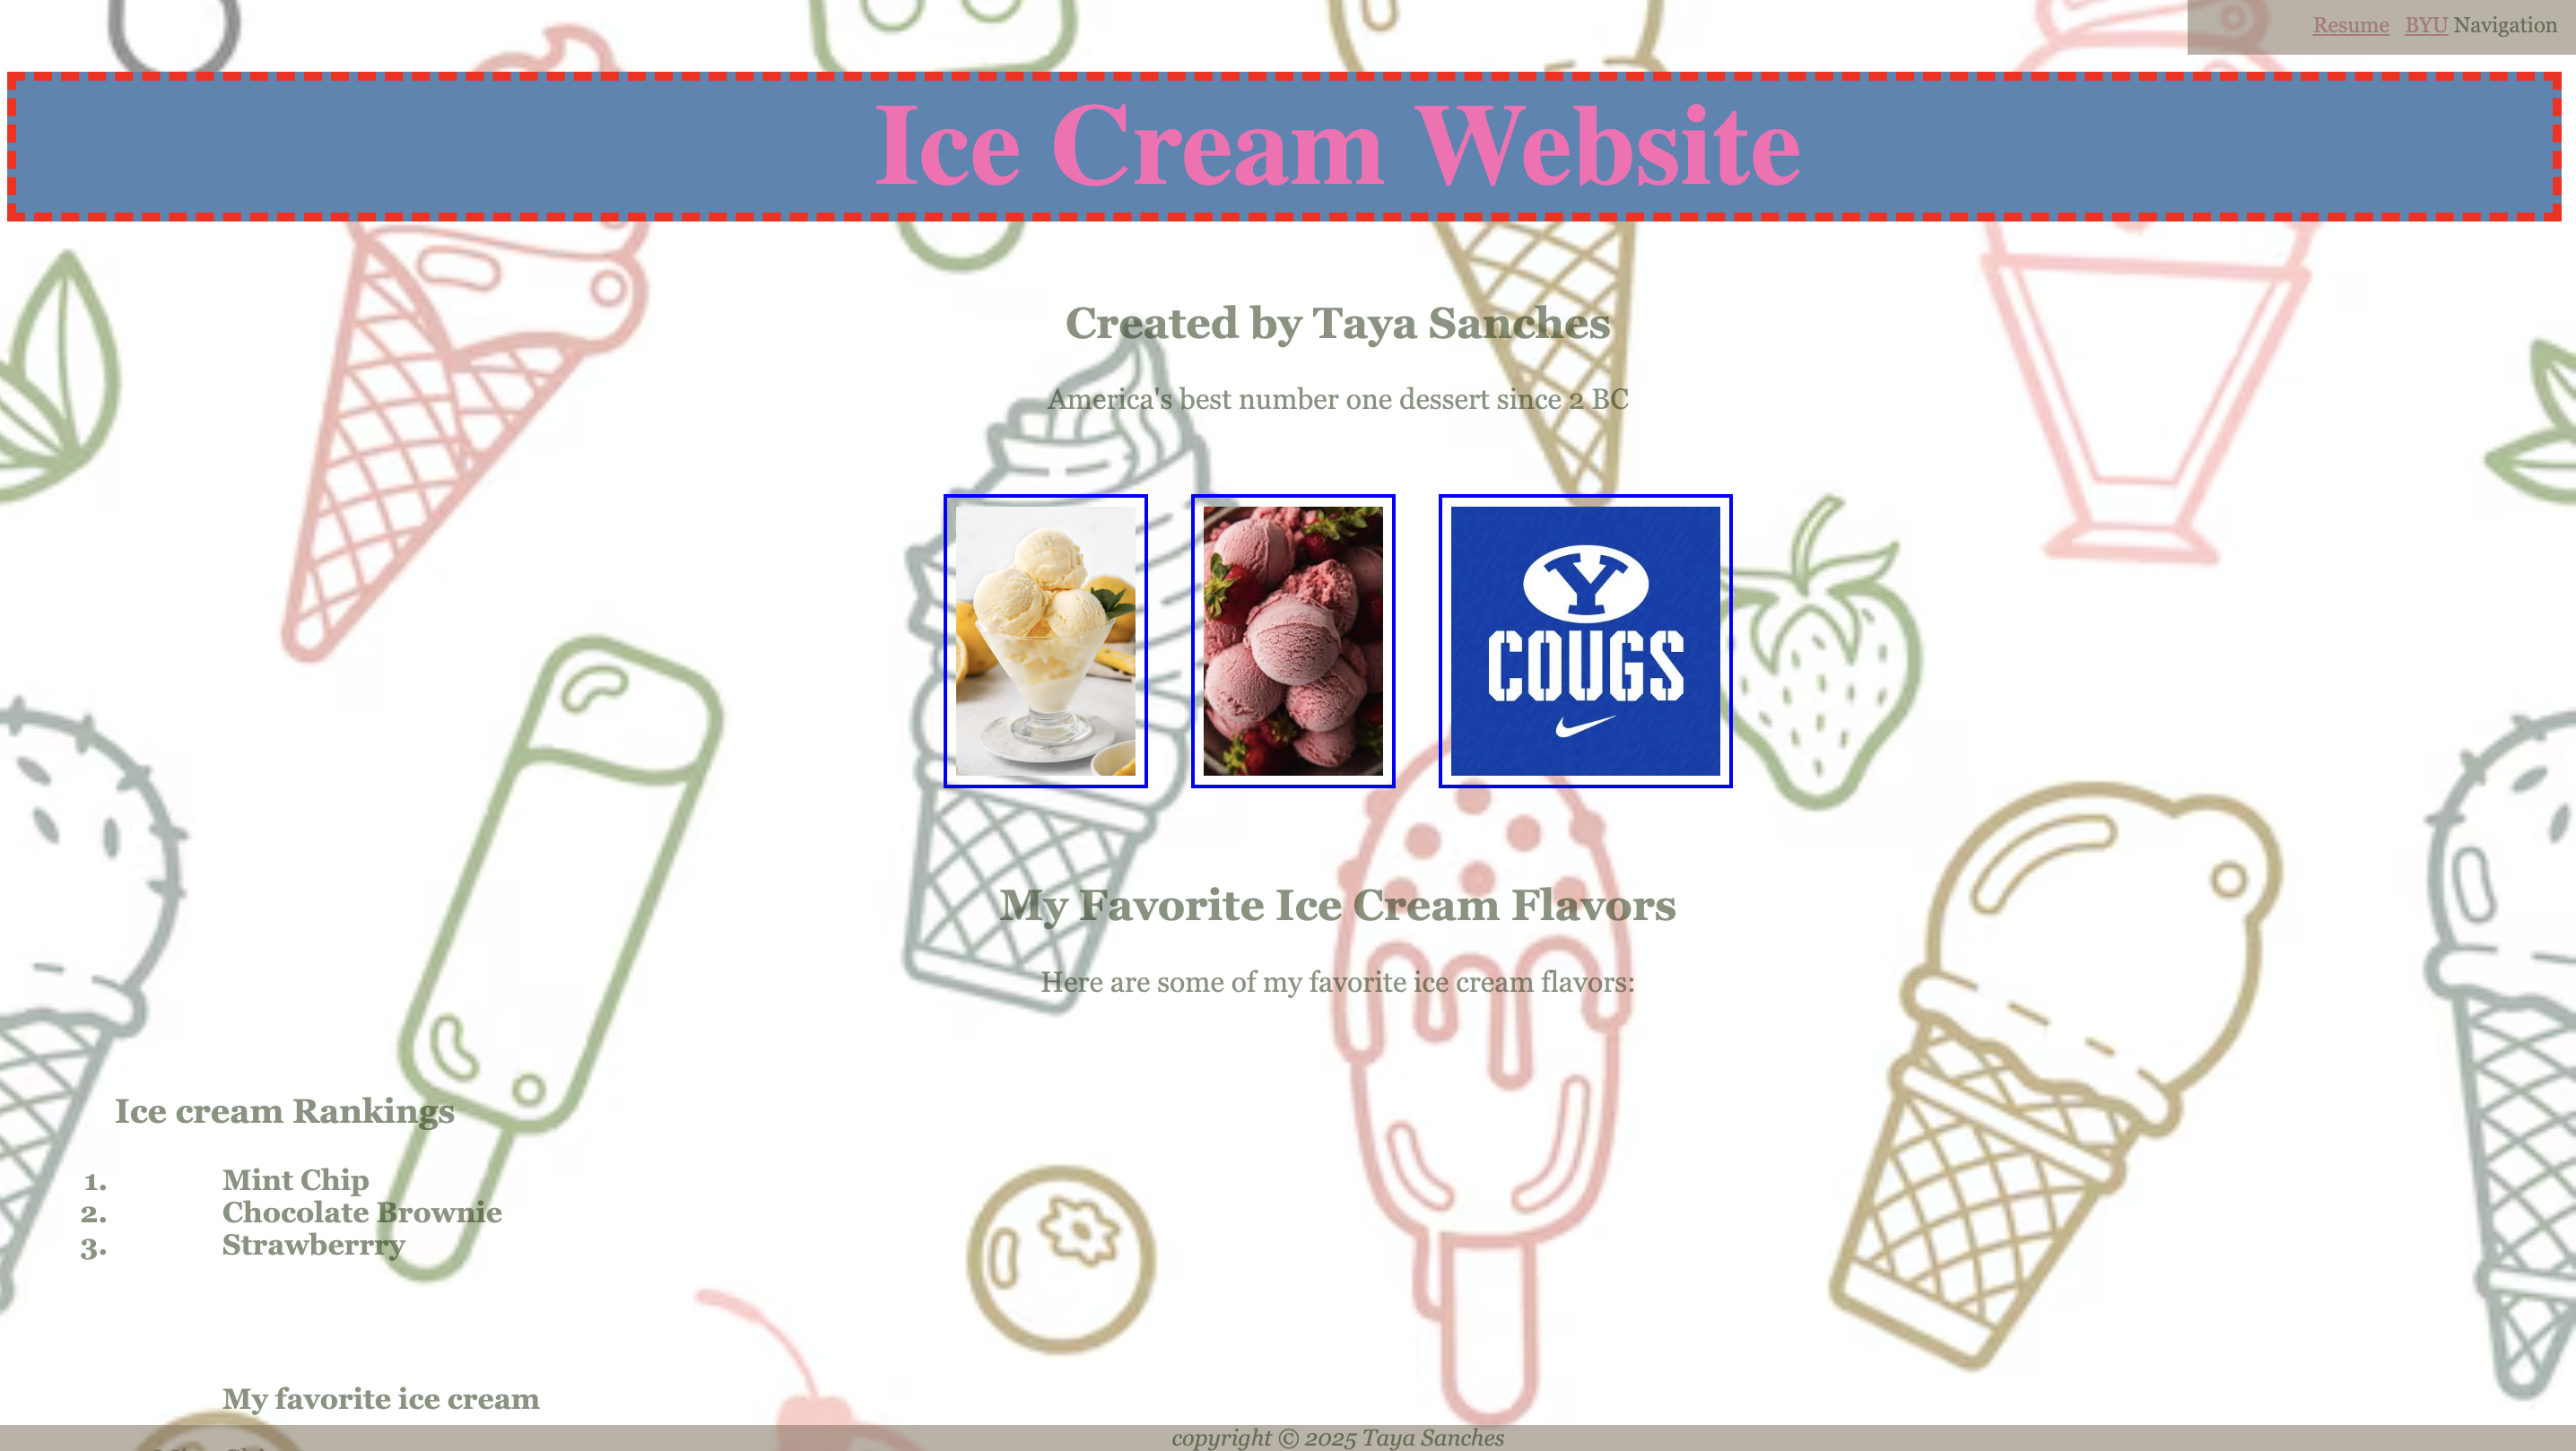 Resume BYU Navigation
Ice Cream Website
Created by Taya Sanches
America's best number one dessert since 2 BC
Y
COUGS
My Favorite Ice Cream Flavors
Here are some of my favorite ice cream flavors:
Ice cream Rankings
1. Mint Chip
2. Chocolate Brownie
3. Strawberrry
My favorite ice cream
copyright © 2025 Taya Sanches